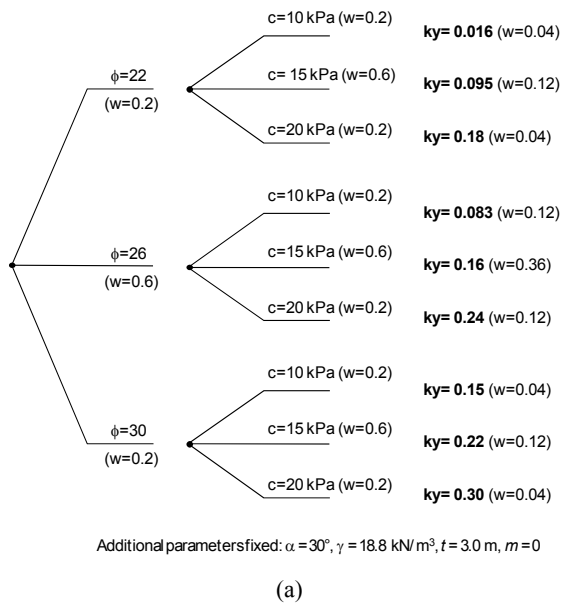 c=10 kPa (w=0.2)
ky= 0.016 (w=0.04)
ϕ=22
(w=0.2)
c= 15 kPa (w=0.6)
ky= 0.095 (w=0.12)
c=20 kPa (w=0.2)
ky= 0.18 (w=0.04)
c=10 kPa (w=0.2)
ky= 0.083 (w=0.12)
ϕ=26
(w=0.6)
c=15 kPa (w=0.6)
ky= 0.16 (w=0.36)
c=20 kPa (w=0.2)
ky= 0.24 (w=0.12)
c=10 kPa (w=0.2)
ky= 0.15 (w=0.04)
ϕ=30
(w=0.2)
c=15 kPa (w=0.6)
ky= 0.22 (w=0.12)
c=20 kPa (w=0.2)
ky= 0.30 (w=0.04)
Additional parameters fixed: α = 30°, γ = 18.8 kN/m³, t = 3.0 m, m = 0
(a)